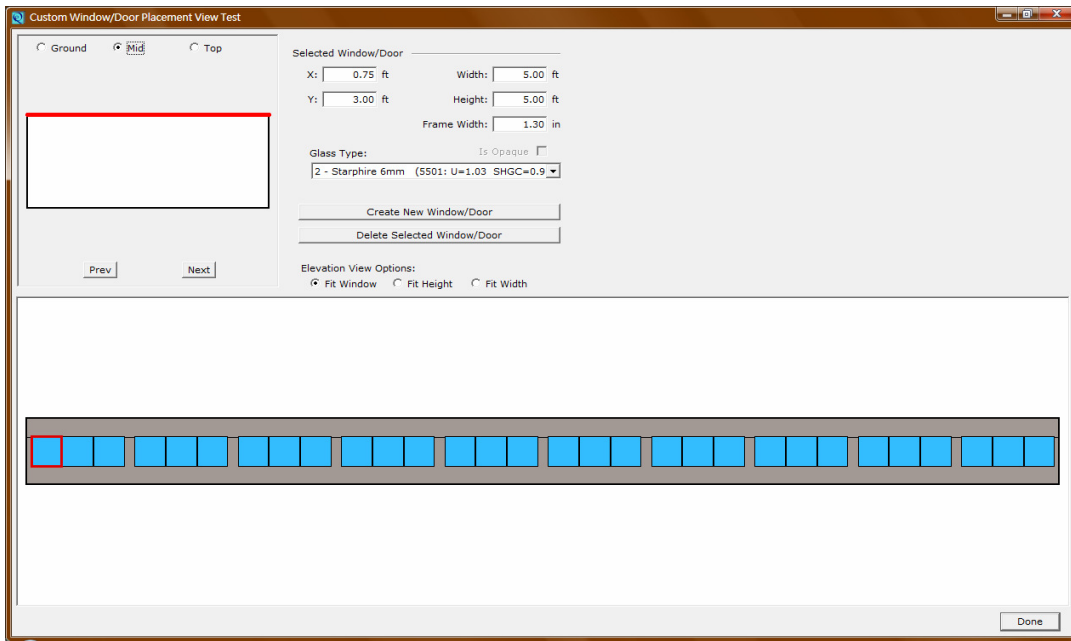 Custom Window/Door Placement View Test
Ground Mid Top
Selected Window/Door
X: 0.75 ft Width: 5.00 ft
Y: 3.00 ft Height: 5.00 ft
Frame Width: 1.30 in
Glass Type: Is Opaque
2 - Starphire 6mm (5501: U=1.03 SHGC=0.9
Create New Window/Door
Delete Selected Window/Door
Prev Next
Elevation View Options:
Fit Window Fit Height Fit Width
Done